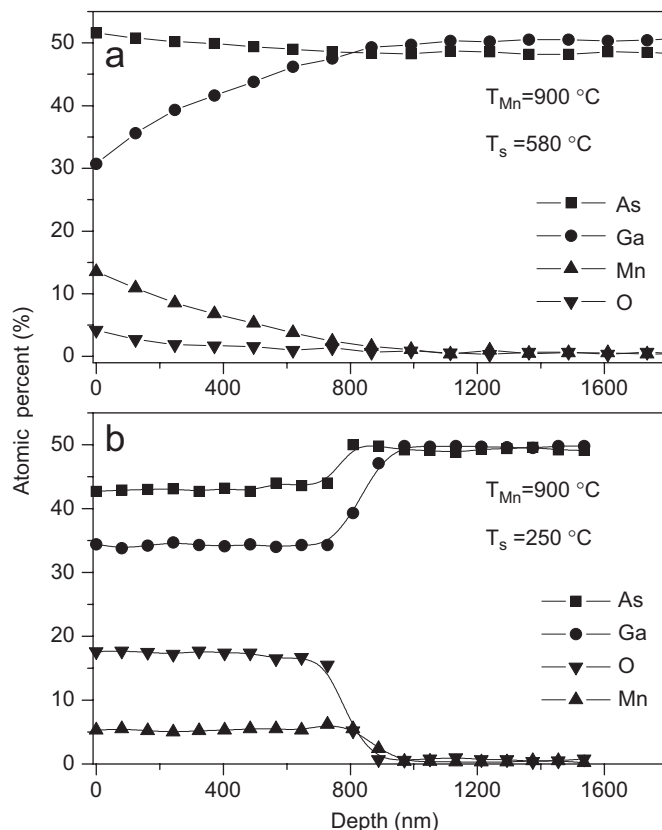 a
50
40
30
20
10
0
T_Mn=900 °C
T_s =580 °C
As
Ga
Mn
O
0 400 800 1200 1600
Atomic percent (%)
b
50
40
30
20
10
0
T_Mn=900 °C
T_s =250 °C
As
Ga
O
Mn
0 400 800 1200 1600
Depth (nm)